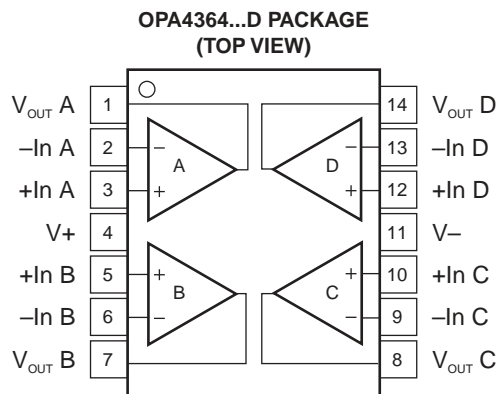 OPA4364...D PACKAGE
(TOP VIEW)
VOUT A 1 14 VOUT D
–In A 2 – – 13 –In D
A D
+In A 3 + + 12 +In D
V+ 4 11 V–
+In B 5 + + 10 +In C
B C
–In B 6 – – 9 –In C
VOUT B 7 8 VOUT C